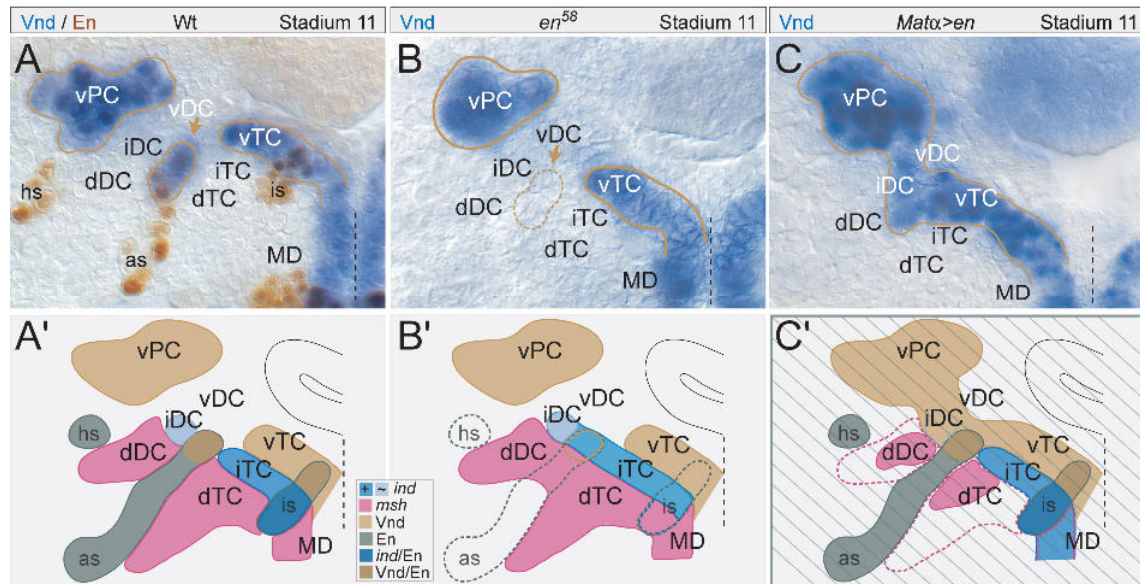 Vnd / En Wt Stadium 11
Vnd en58 Stadium 11
Vnd Matα>en Stadium 11
A
vPC
vDC
vTC
iDC
dDC
iTC
dTC
is
hs
as
MD
B
vPC
vDC
iDC
vTC
dDC
iTC
dTC
MD
C
vPC
vDC
iDC
vTC
dDC
iTC
dTC
MD
A'
vPC
vDC
iDC
hs
vTC
dDC
iTC
dTC
is
as
MD
B'
vPC
vDC
iDC
hs
vTC
dDC
iTC
dTC
is
as
MD
+ ~ ind
msh
Vnd
En
ind/En
Vnd/En
C'
vPC
vDC
iDC
hs
vTC
dDC
iTC
dTC
is
as
MD